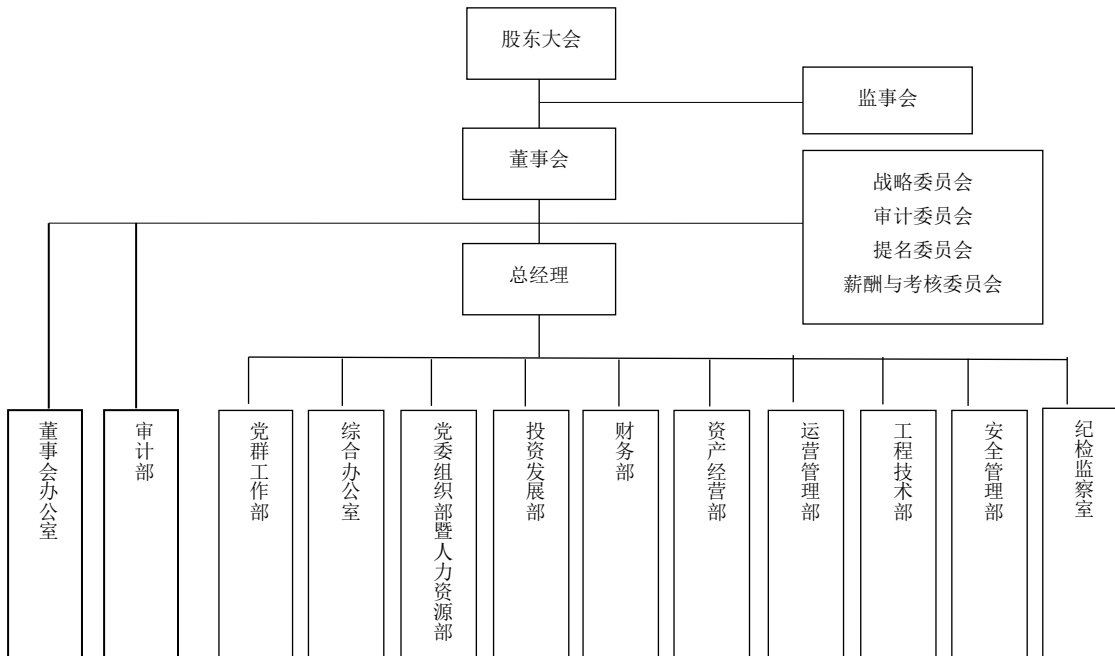 股东大会
监事会
董事会
战略委员会
审计委员会
提名委员会
薪酬与考核委员会
总经理
董事会办公室
审计部
党群工作部
综合办公室
党委组织部暨人力资源部
投资发展部
财务部
资产经营部
运营管理部
工程技术部
安全管理部
纪检监察室